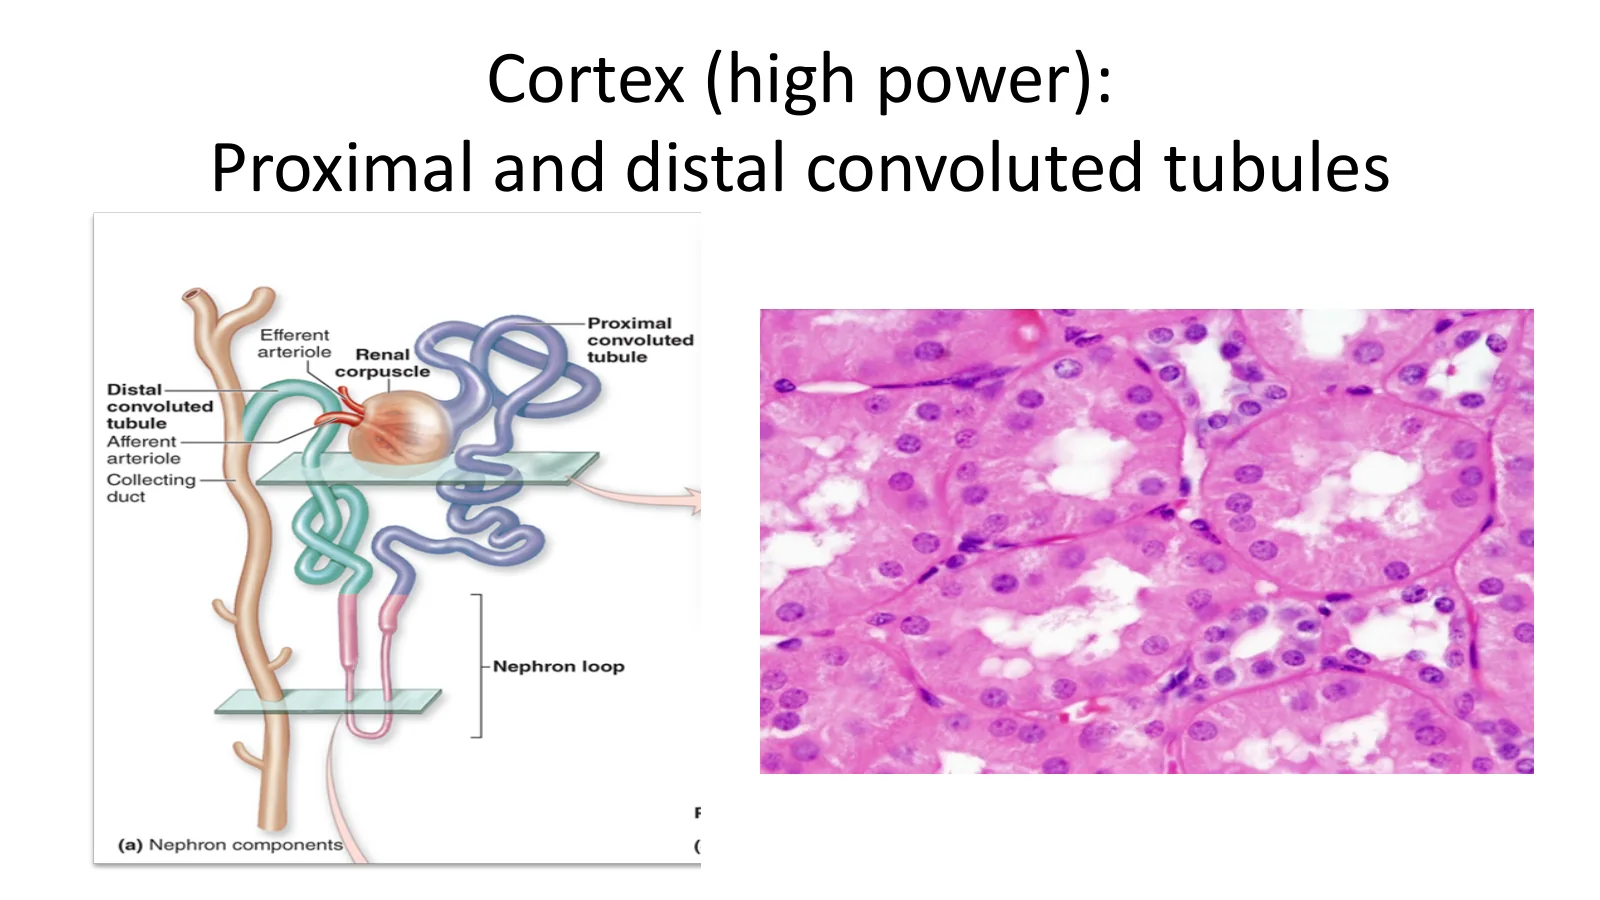 Cortex (high power):
Proximal and distal convoluted tubules
Efferent
arteriole
Renal
corpuscle
Proximal
convoluted
tubule
Distal
convoluted
tubule
Afferent
arteriole
Collecting
duct
Nephron loop
(a) Nephron components